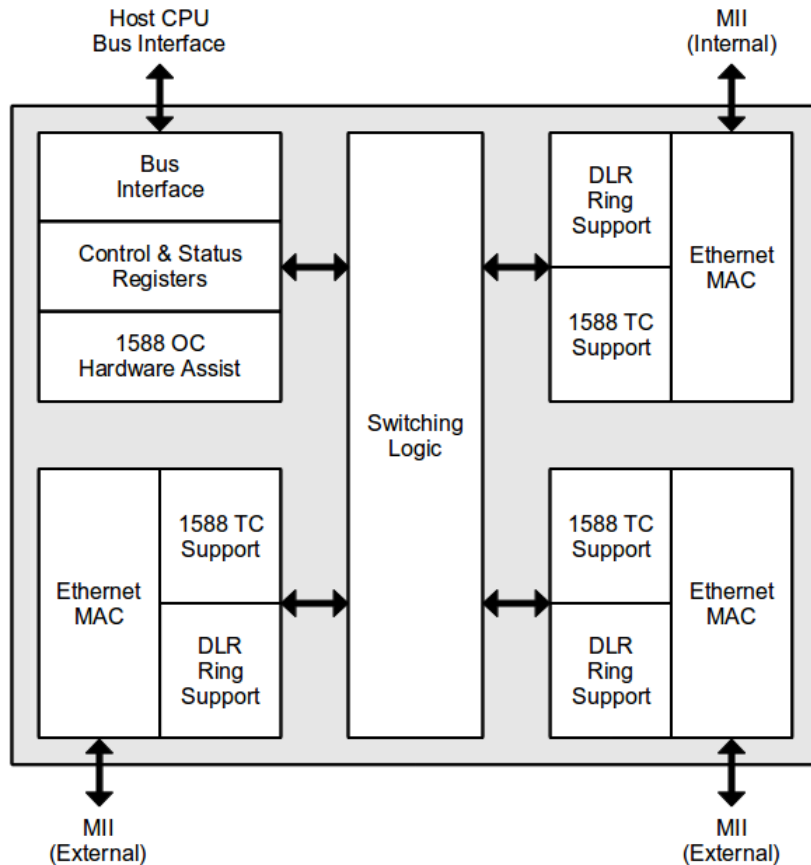 Host CPU
Bus Interface
MII
(Internal)
Bus
Interface
Control & Status
Registers
1588 OC
Hardware Assist
Switching
Logic
DLR
Ring
Support
1588 TC
Support
Ethernet
MAC
Ethernet
MAC
1588 TC
Support
DLR
Ring
Support
1588 TC
Support
DLR
Ring
Support
Ethernet
MAC
MII
(External)
MII
(External)